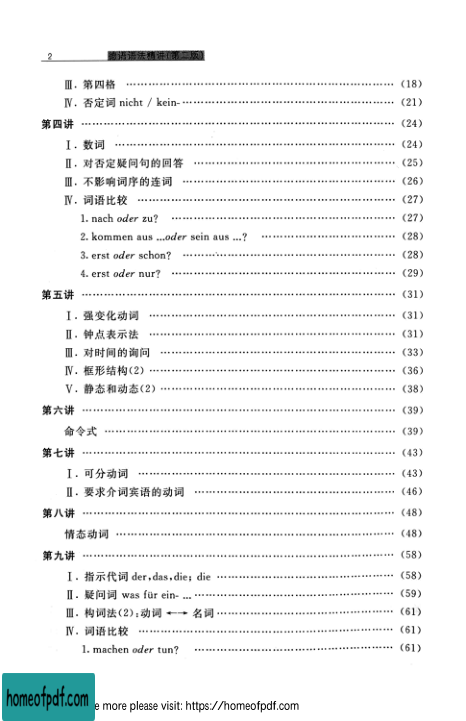 2 德语语法精讲(第二版)
Ⅲ. 第四格 ………… (18)
Ⅳ. 否定词 nicht / kein- ………… (21)
第四讲 ………… (24)
Ⅰ. 数词 ………… (24)
Ⅱ. 对否定疑问句的回答 ………… (25)
Ⅲ. 不影响词序的连词 ………… (26)
Ⅳ. 词语比较 ………… (27)
1. nach oder zu? ………… (27)
2. kommen aus ...oder sein aus ...? ………… (28)
3. erst oder schon? ………… (28)
4. erst oder nur? ………… (29)
第五讲 ………… (31)
Ⅰ. 强变化动词 ………… (31)
Ⅱ. 钟点表示法 ………… (31)
Ⅲ. 对时间的询问 ………… (33)
Ⅳ. 框形结构(2) ………… (36)
Ⅴ. 静态和动态(2) ………… (38)
第六讲 ………… (39)
命令式 ………… (39)
第七讲 ………… (43)
Ⅰ. 可分动词 ………… (43)
Ⅱ. 要求介词宾语的动词 ………… (46)
第八讲 ………… (48)
情态动词 ………… (48)
第九讲 ………… (58)
Ⅰ. 指示代词 der,das,die; die ………… (58)
Ⅱ. 疑问词 was für ein- ... ………… (59)
Ⅲ. 构词法(2):动词 ←→ 名词 ………… (61)
Ⅳ. 词语比较 ………… (61)
1. machen oder tun? ………… (61)
homeofpdf.com
e more please visit: https://homeofpdf.com